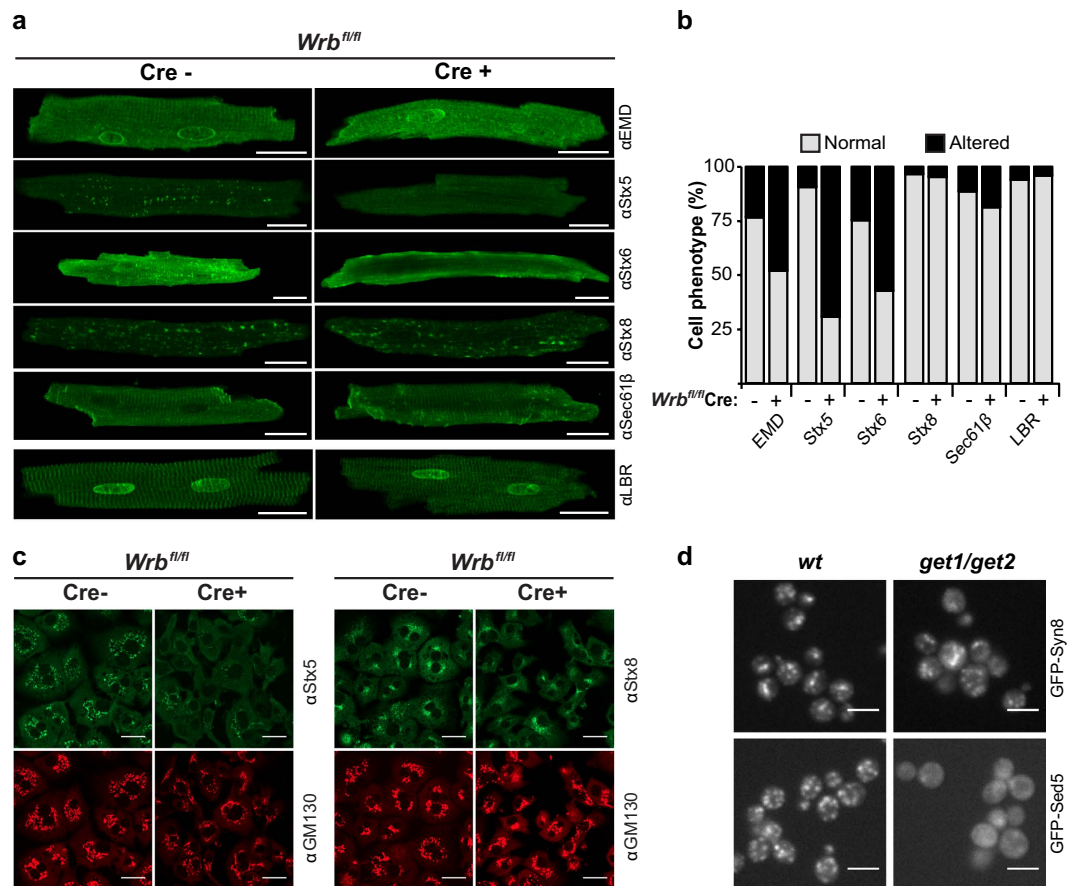 a
Wrb^fl/fl
Cre - Cre +
αEMD
αStx5
αStx6
αStx8
αSec61β
αLBR
b
Normal Altered
Cell phenotype (%)
100
75
50
25
Wrb^fl/fl Cre: - + - + - + - + - + - +
EMD Stx5 Stx6 Stx8 Sec61β LBR
c
Wrb^fl/fl Wrb^fl/fl
Cre- Cre+ Cre- Cre+
αStx5 αStx8
αGM130 αGM130
d
wt get1/get2
GFP-Syn8
GFP-Sed5